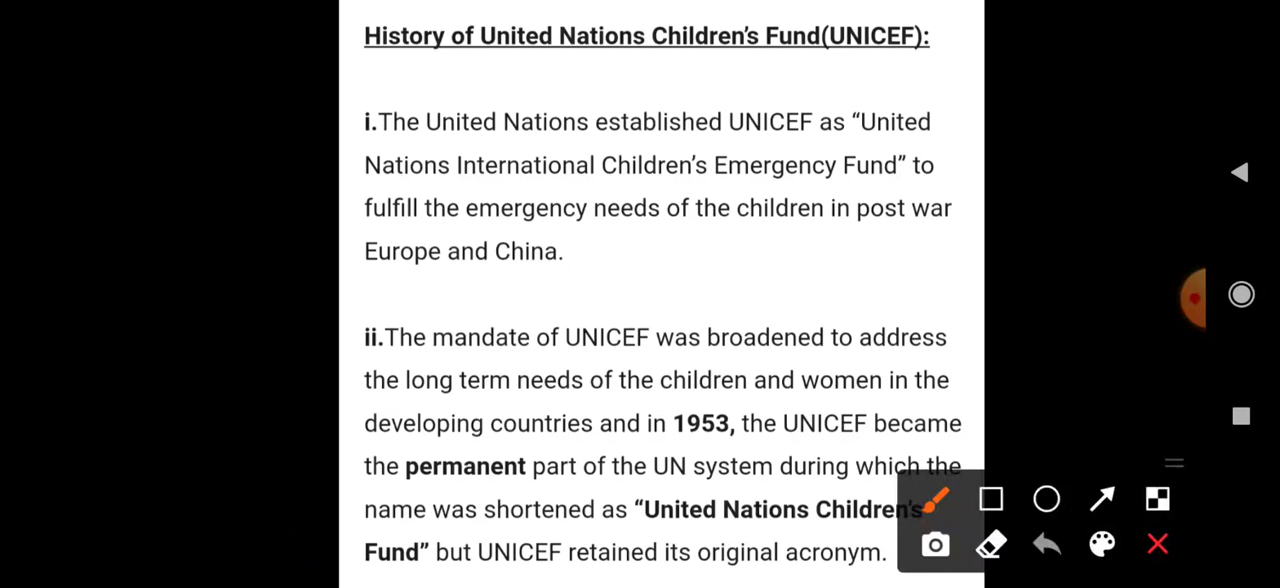 History of United Nations Children’s Fund(UNICEF):
i.The United Nations established UNICEF as “United
Nations International Children’s Emergency Fund” to
fulfill the emergency needs of the children in post war
Europe and China.
ii.The mandate of UNICEF was broadened to address
the long term needs of the children and women in the
developing countries and in 1953, the UNICEF became
the permanent part of the UN system during which the
name was shortened as “United Nations Children’s
Fund” but UNICEF retained its original acronym.